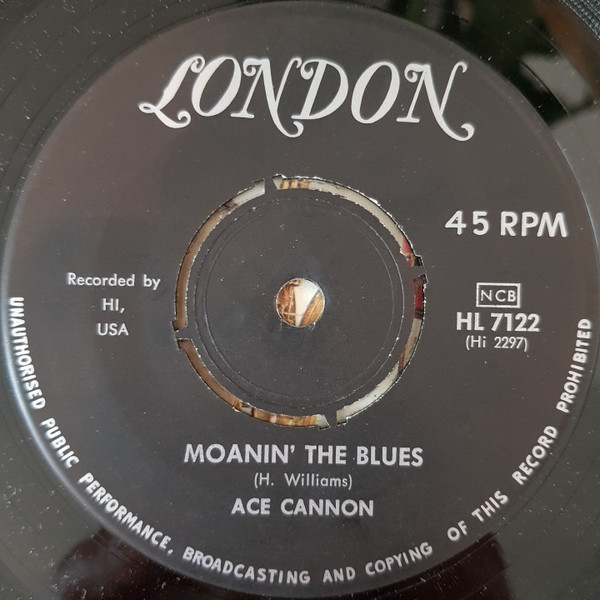 LONDON
45 RPM
Recorded by
HI,
USA
NCB
HL 7122
(Hi 2297)
MOANIN' THE BLUES
(H. Williams)
ACE CANNON
UNAUTHORISED PUBLIC PERFORMANCE, BROADCASTING AND COPYING OF THIS RECORD PROHIBITED